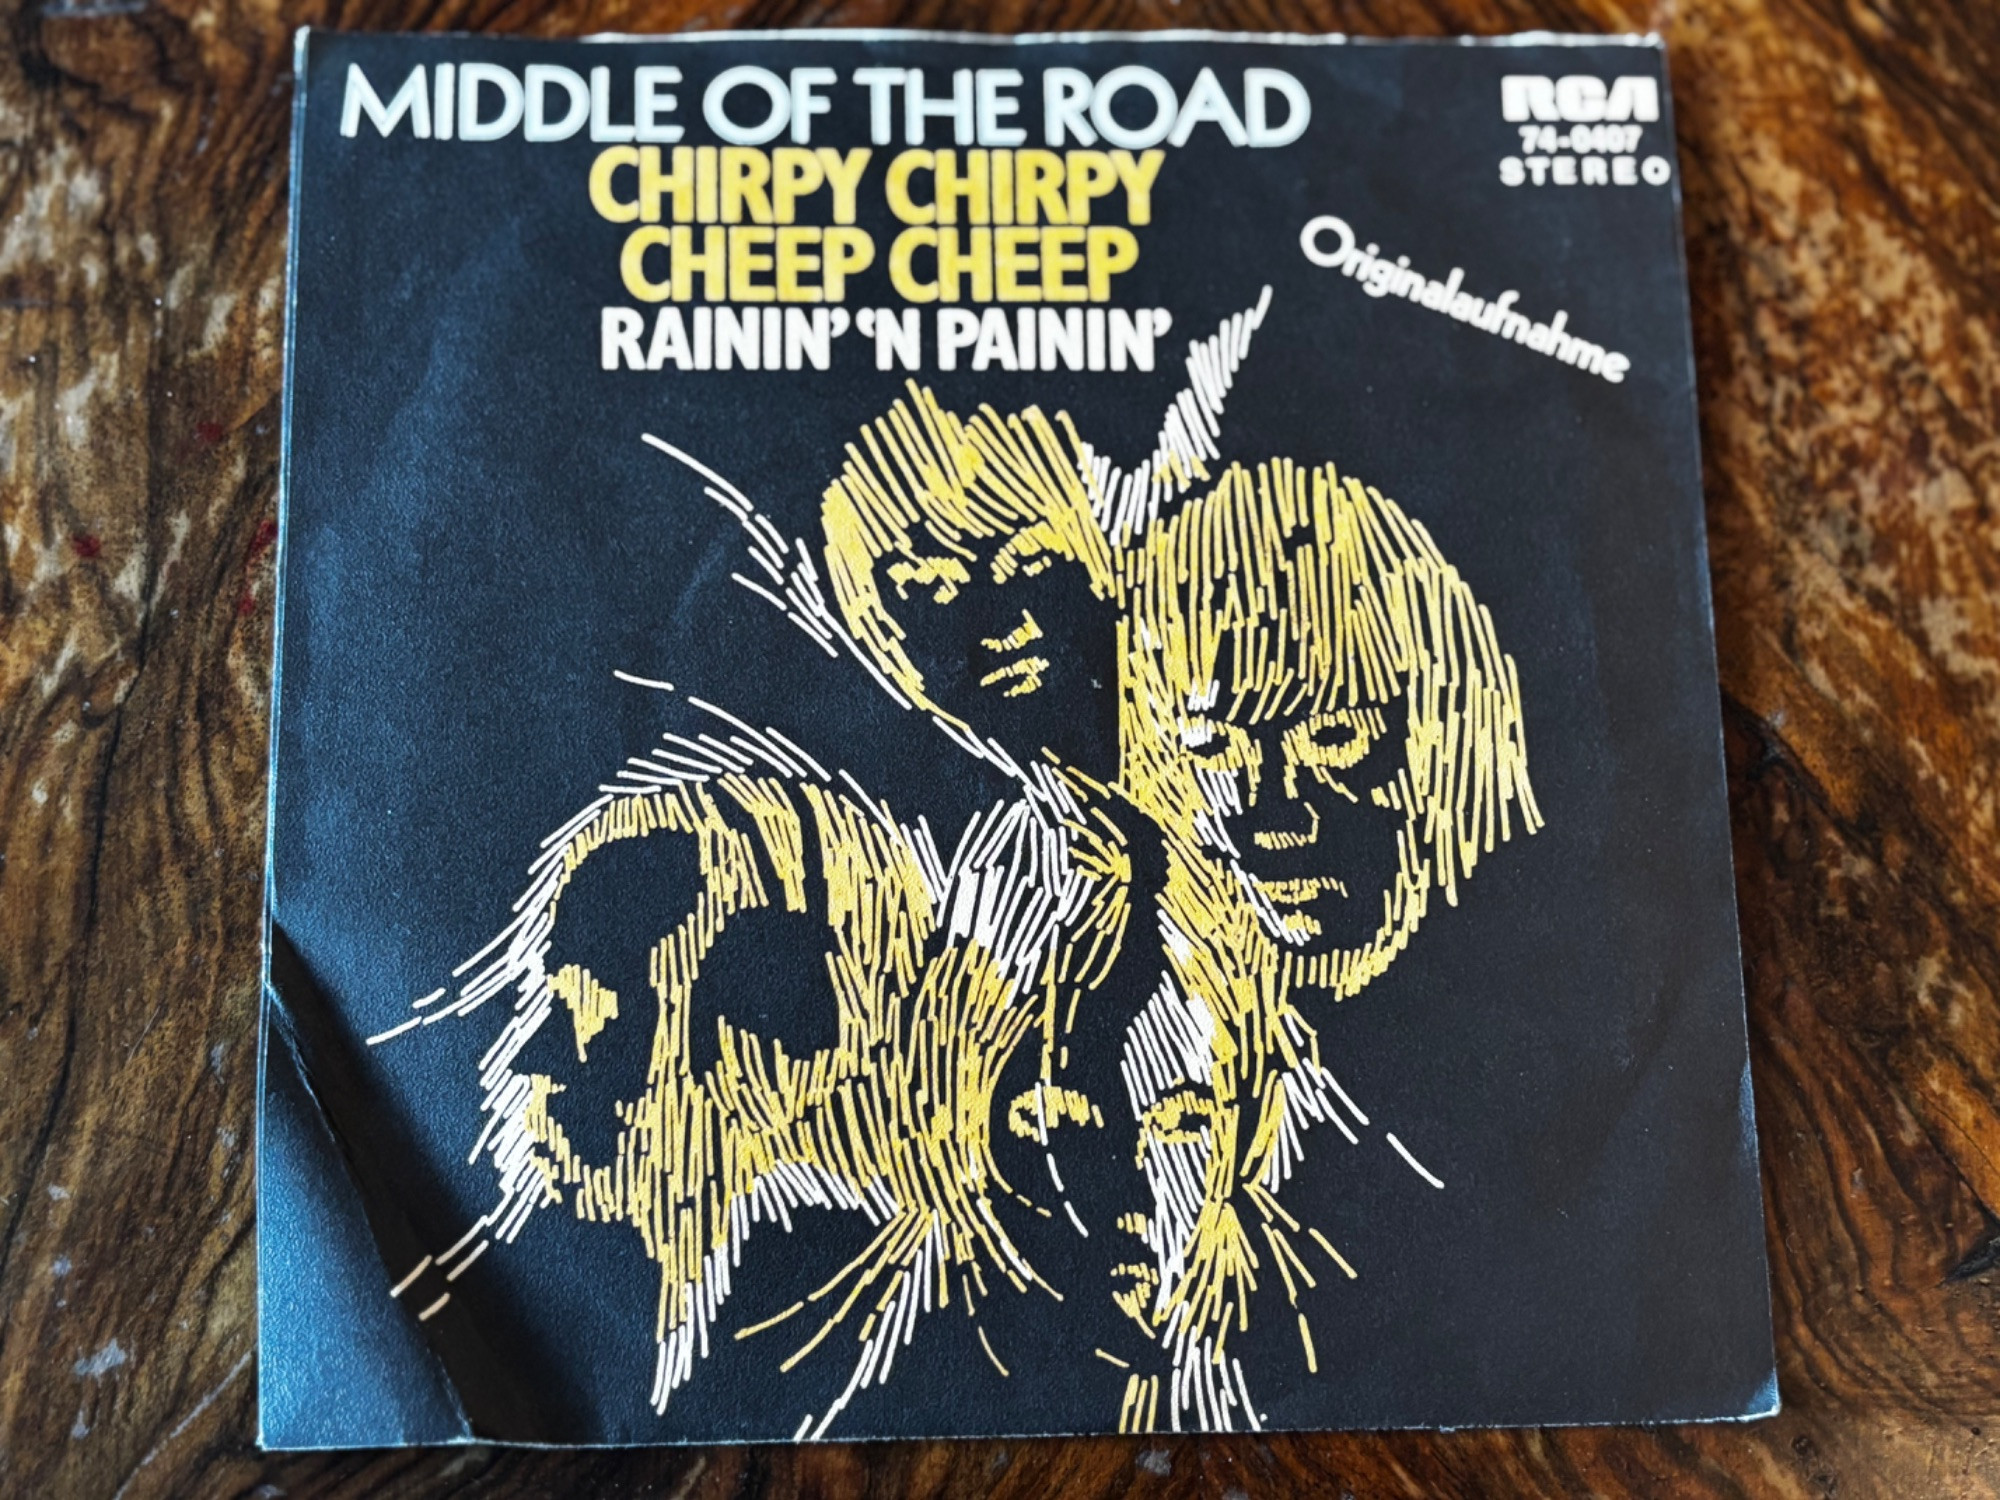 MIDDLE OF THE ROAD
CHIRPY CHIRPY
CHEEP CHEEP
RAININ' 'N PAININ'
RCA
74-0407
STEREO
Originalaufnahme